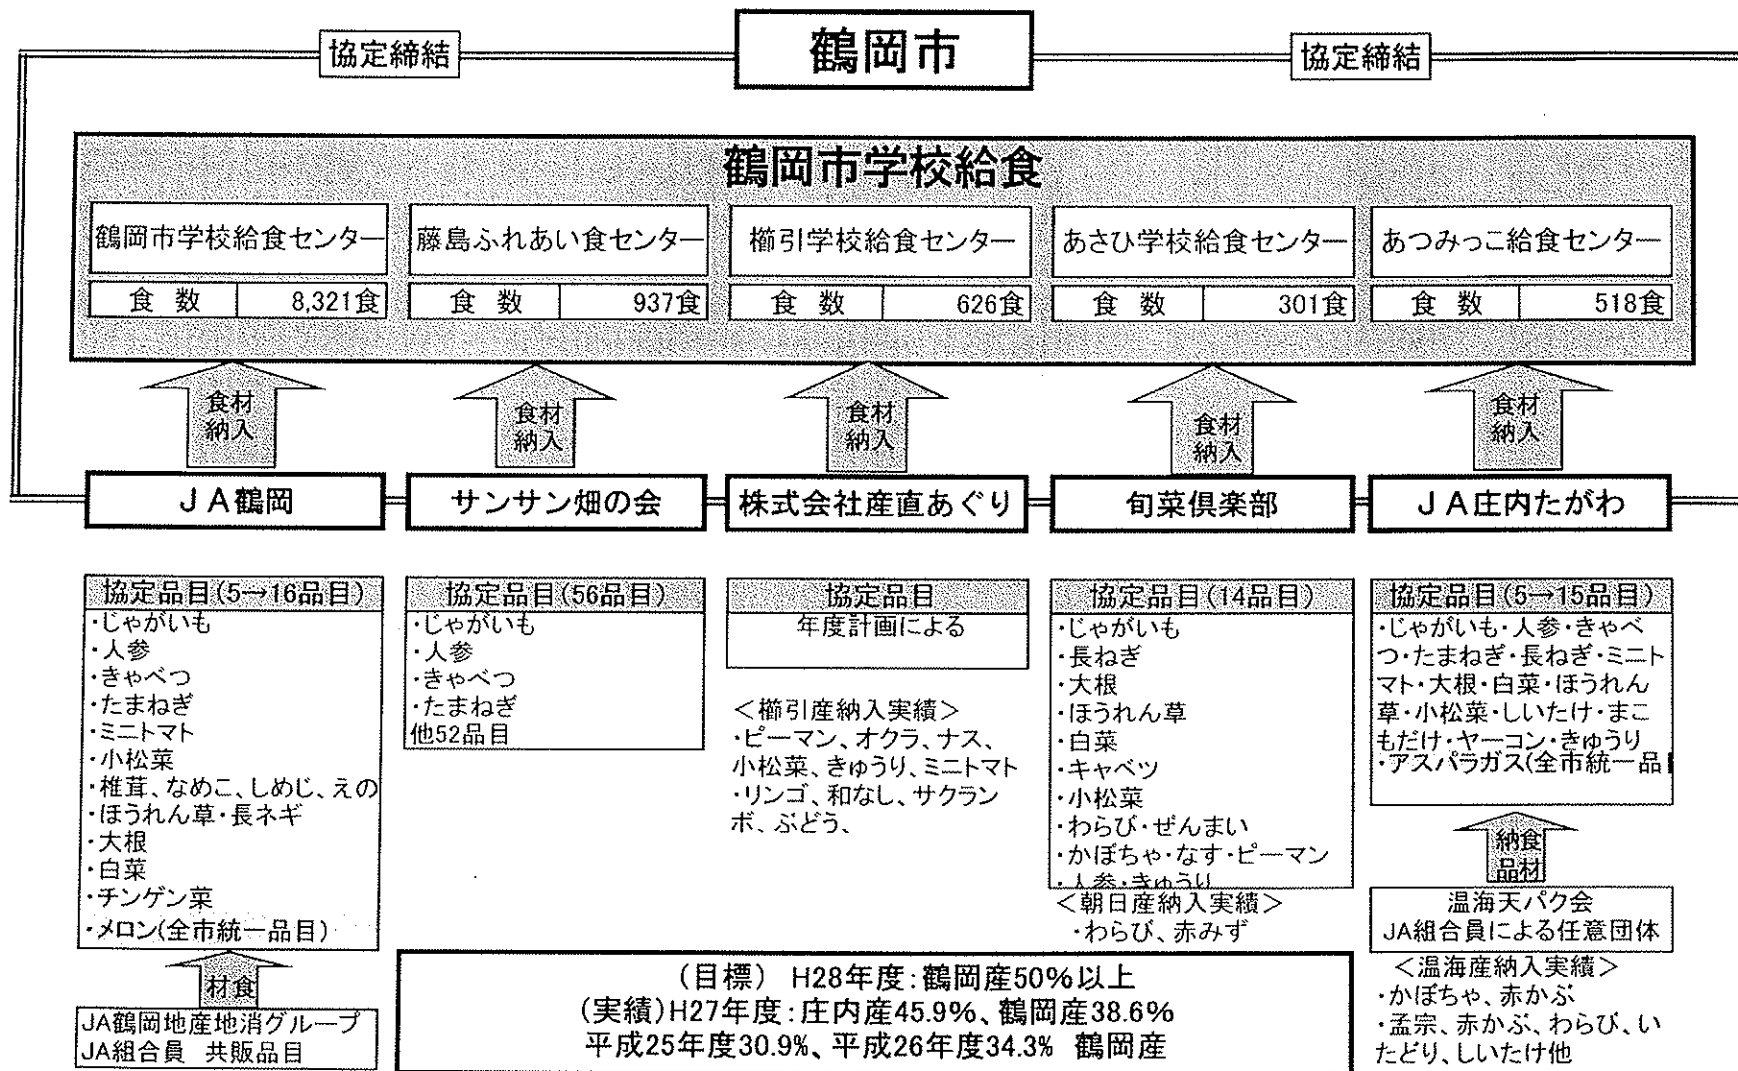 協定締結
鶴岡市
協定締結
鶴岡市学校給食
鶴岡市学校給食センター
食 数
8,321食
藤島ふれあい食センター
食 数
937食
櫛引学校給食センター
食 数
626食
あさひ学校給食センター
食 数
301食
あつみっこ給食センター
食 数
518食
食材
納入
食材
納入
食材
納入
食材
納入
食材
納入
ＪＡ鶴岡
サンサン畑の会
株式会社産直あぐり
旬菜倶楽部
ＪＡ庄内たがわ
協定品目(5→16品目)
・じゃがいも
・人参
・きゃべつ
・たまねぎ
・ミニトマト
・小松菜
・椎茸、なめこ、しめじ、えの
・ほうれん草・長ネギ
・大根
・白菜
・チンゲン菜
・メロン(全市統一品目)
材食
JA鶴岡地産地消グループ
JA組合員 共販品目
協定品目(56品目)
・じゃがいも
・人参
・きゃべつ
・たまねぎ
他52品目
協定品目
年度計画による
＜櫛引産納入実績＞
・ピーマン、オクラ、ナス、
小松菜、きゅうり、ミニトマト
・リンゴ、和なし、サクラン
ボ、ぶどう、
協定品目(14品目)
・じゃがいも
・長ねぎ
・大根
・ほうれん草
・白菜
・キャベツ
・小松菜
・わらび・ぜんまい
・かぼちゃ・なす・ピーマン
・人参・きゅうり
＜朝日産納入実績＞
・わらび、赤みず
協定品目(5→15品目)
・じゃがいも・人参・きゃべ
つ・たまねぎ・長ねぎ・ミニト
マト・大根・白菜・ほうれん
草・小松菜・しいたけ・まこ
もだけ・ヤーコン・きゅうり
・アスパラガス(全市統一品
納食
品材
温海天パク会
JA組合員による任意団体
＜温海産納入実績＞
・かぼちゃ、赤かぶ
・孟宗、赤かぶ、わらび、い
たどり、しいたけ他
(目標) H28年度:鶴岡産50%以上
(実績)H27年度:庄内産45.9%、鶴岡産38.6%
平成25年度30.9%、平成26年度34.3% 鶴岡産